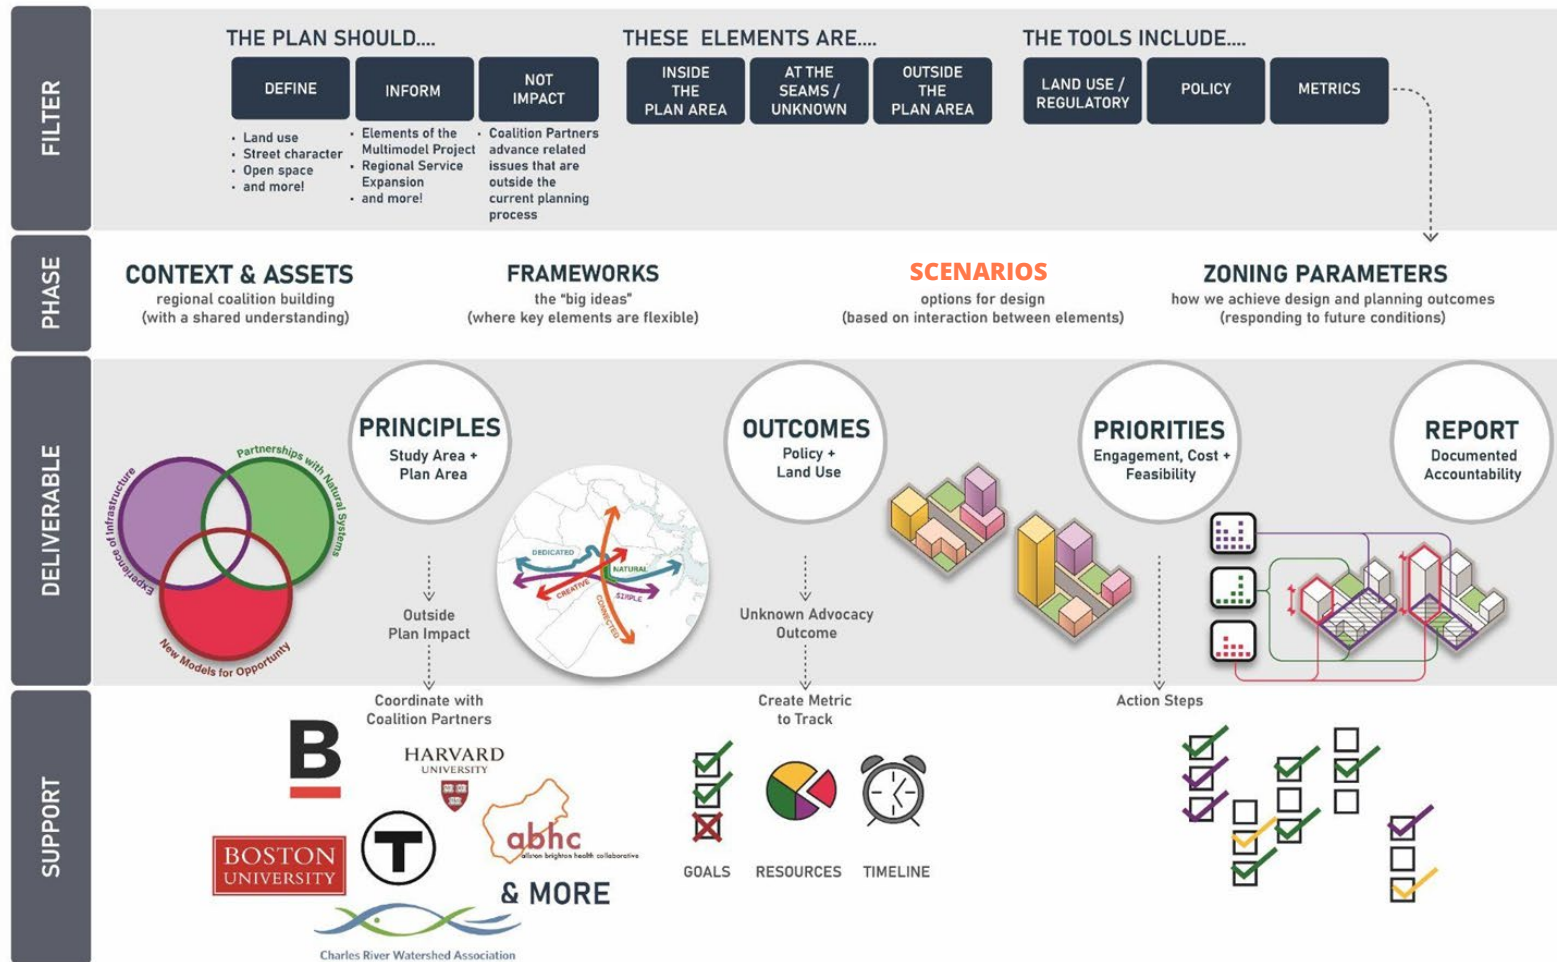 FILTER
THE PLAN SHOULD....
DEFINE
• Land use
• Street character
• Open space
• and more!
INFORM
• Elements of the
Multimodel Project
• Regional Service
Expansion
• and more!
NOT
IMPACT
• Coalition Partners
advance related
issues that are
outside the
current planning
process
THESE ELEMENTS ARE....
INSIDE
THE
PLAN AREA
AT THE
SEAMS /
UNKNOWN
OUTSIDE
THE
PLAN AREA
THE TOOLS INCLUDE....
LAND USE /
REGULATORY
POLICY
METRICS
PHASE
CONTEXT & ASSETS
regional coalition building
(with a shared understanding)
FRAMEWORKS
the "big ideas"
(where key elements are flexible)
SCENARIOS
options for design
(based on interaction between elements)
ZONING PARAMETERS
how we achieve design and planning outcomes
(responding to future conditions)
DELIVERABLE
Experience of Infrastructure
Partnerships with Natural Systems
New Models for Opportunty
PRINCIPLES
Study Area +
Plan Area
Outside
Plan Impact
DEDICATED
NATURAL
CREATIVE
SIMPLE
CONNECTED
OUTCOMES
Policy +
Land Use
Unknown Advocacy
Outcome
PRIORITIES
Engagement, Cost +
Feasibility
REPORT
Documented
Accountability
SUPPORT
Coordinate with
Coalition Partners
B
HARVARD
UNIVERSITY
BOSTON
UNIVERSITY
T
abhc
allston brighton health collaborative
& MORE
Charles River Watershed Association
Create Metric
to Track
GOALS
RESOURCES
TIMELINE
Action Steps